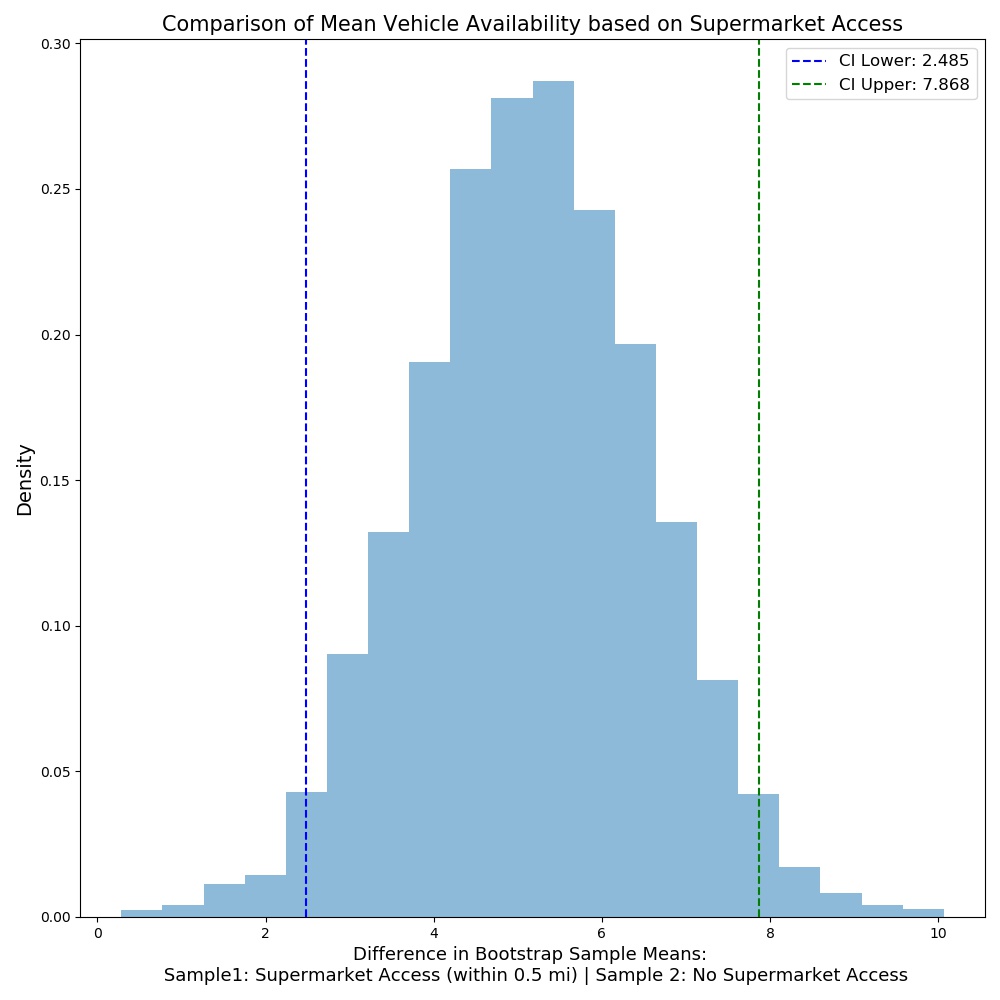 Comparison of Mean Vehicle Availability based on Supermarket Access
CI Lower: 2.485
CI Upper: 7.868
0.30
0.25
0.20
0.15
0.10
0.05
0.00
Density
0 2 4 6 8 10
Difference in Bootstrap Sample Means:
Sample1: Supermarket Access (within 0.5 mi) | Sample 2: No Supermarket Access